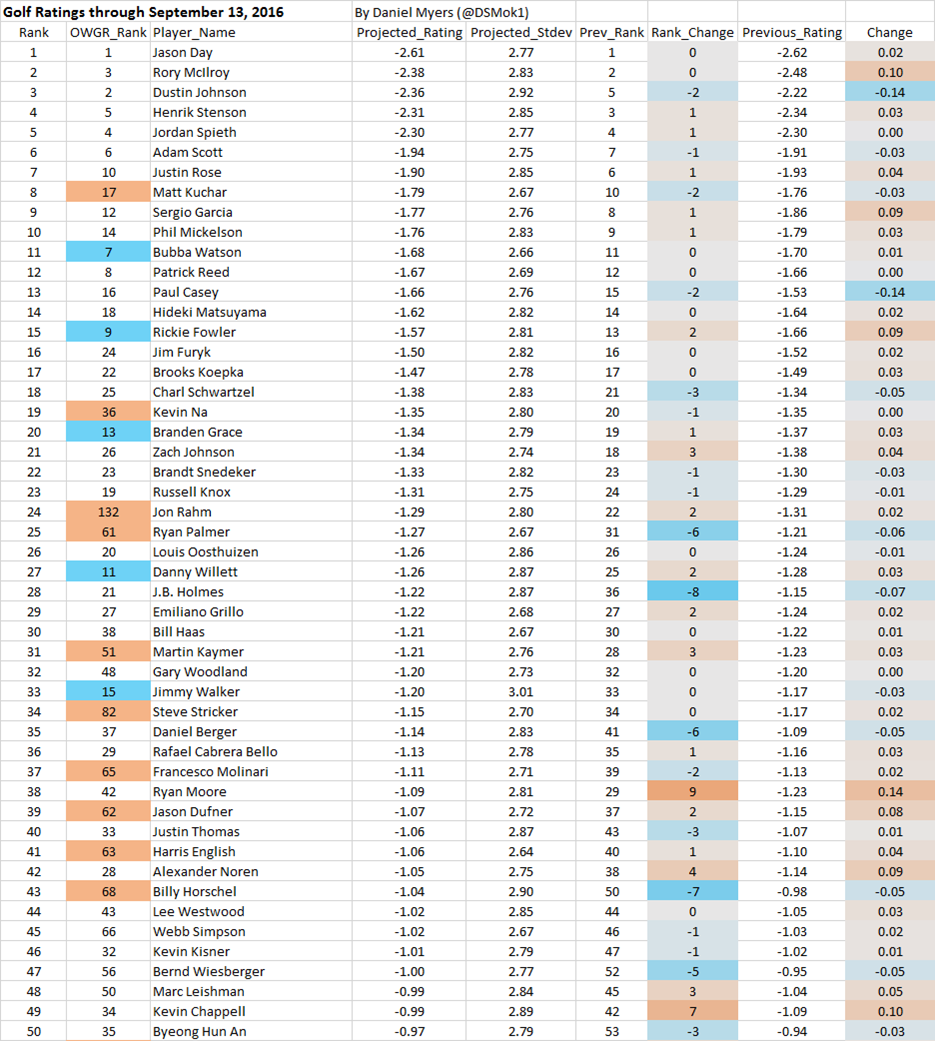 Golf Ratings through September 13, 2016 By Daniel Myers (@DSMok1)
Rank OWGR_Rank Player_Name Projected_Rating Projected_Stdev Prev_Rank Rank_Change Previous_Rating Change
1 1 Jason Day -2.61 2.77 1 0 -2.62 0.02
2 3 Rory McIlroy -2.38 2.83 2 0 -2.48 0.10
3 2 Dustin Johnson -2.36 2.92 5 -2 -2.22 -0.14
4 5 Henrik Stenson -2.31 2.85 3 1 -2.34 0.03
5 4 Jordan Spieth -2.30 2.77 4 1 -2.30 0.00
6 6 Adam Scott -1.94 2.75 7 -1 -1.91 -0.03
7 10 Justin Rose -1.90 2.85 6 1 -1.93 0.04
8 17 Matt Kuchar -1.79 2.67 10 -2 -1.76 -0.03
9 12 Sergio Garcia -1.77 2.76 8 1 -1.86 0.09
10 14 Phil Mickelson -1.76 2.83 9 1 -1.79 0.03
11 7 Bubba Watson -1.68 2.66 11 0 -1.70 0.01
12 8 Patrick Reed -1.67 2.69 12 0 -1.66 0.00
13 16 Paul Casey -1.66 2.76 15 -2 -1.53 -0.14
14 18 Hideki Matsuyama -1.62 2.82 14 0 -1.64 0.02
15 9 Rickie Fowler -1.57 2.81 13 2 -1.66 0.09
16 24 Jim Furyk -1.50 2.82 16 0 -1.52 0.02
17 22 Brooks Koepka -1.47 2.78 17 0 -1.49 0.03
18 25 Charl Schwartzel -1.38 2.83 21 -3 -1.34 -0.05
19 36 Kevin Na -1.35 2.80 20 -1 -1.35 0.00
20 13 Branden Grace -1.34 2.79 19 1 -1.37 0.03
21 26 Zach Johnson -1.34 2.74 18 3 -1.38 0.04
22 23 Brandt Snedeker -1.33 2.82 23 -1 -1.30 -0.03
23 19 Russell Knox -1.31 2.75 24 -1 -1.29 -0.01
24 132 Jon Rahm -1.29 2.80 22 2 -1.31 0.02
25 61 Ryan Palmer -1.27 2.67 31 -6 -1.21 -0.06
26 20 Louis Oosthuizen -1.26 2.86 26 0 -1.24 -0.01
27 11 Danny Willett -1.26 2.87 25 2 -1.28 0.03
28 21 J.B. Holmes -1.22 2.87 36 -8 -1.15 -0.07
29 27 Emiliano Grillo -1.22 2.68 27 2 -1.24 0.02
30 38 Bill Haas -1.21 2.67 30 0 -1.22 0.01
31 51 Martin Kaymer -1.21 2.76 28 3 -1.23 0.03
32 48 Gary Woodland -1.20 2.73 32 0 -1.20 0.00
33 15 Jimmy Walker -1.20 3.01 33 0 -1.17 -0.03
34 82 Steve Stricker -1.15 2.70 34 0 -1.17 0.02
35 37 Daniel Berger -1.14 2.83 41 -6 -1.09 -0.05
36 29 Rafael Cabrera Bello -1.13 2.78 35 1 -1.16 0.03
37 65 Francesco Molinari -1.11 2.71 39 -2 -1.13 0.02
38 42 Ryan Moore -1.09 2.81 29 9 -1.23 0.14
39 62 Jason Dufner -1.07 2.72 37 2 -1.15 0.08
40 33 Justin Thomas -1.06 2.87 43 -3 -1.07 0.01
41 63 Harris English -1.06 2.64 40 1 -1.10 0.04
42 28 Alexander Noren -1.05 2.75 38 4 -1.14 0.09
43 68 Billy Horschel -1.04 2.90 50 -7 -0.98 -0.05
44 43 Lee Westwood -1.02 2.85 44 0 -1.05 0.03
45 66 Webb Simpson -1.02 2.67 46 -1 -1.03 0.02
46 32 Kevin Kisner -1.01 2.79 47 -1 -1.02 0.01
47 56 Bernd Wiesberger -1.00 2.77 52 -5 -0.95 -0.05
48 50 Marc Leishman -0.99 2.84 45 3 -1.04 0.05
49 34 Kevin Chappell -0.99 2.89 42 7 -1.09 0.10
50 35 Byeong Hun An -0.97 2.79 53 -3 -0.94 -0.03